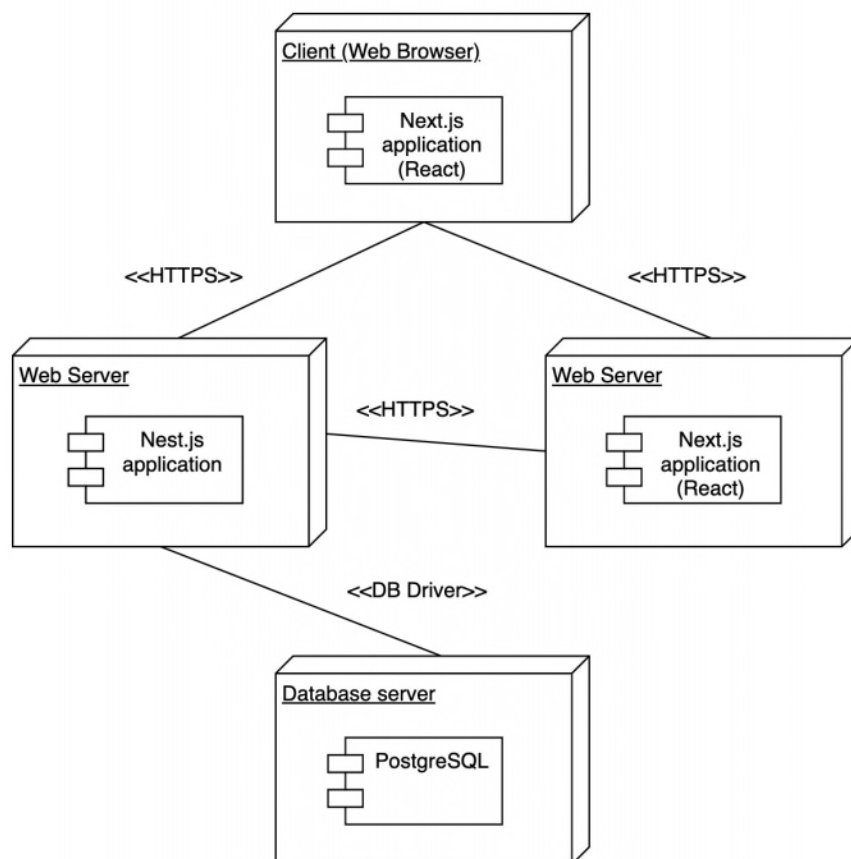 Client (Web Browser)
Next.js
application
(React)
<<HTTPS>>
<<HTTPS>>
Web Server
Nest.js
application
<<HTTPS>>
Web Server
Next.js
application
(React)
<<DB Driver>>
Database server
PostgreSQL